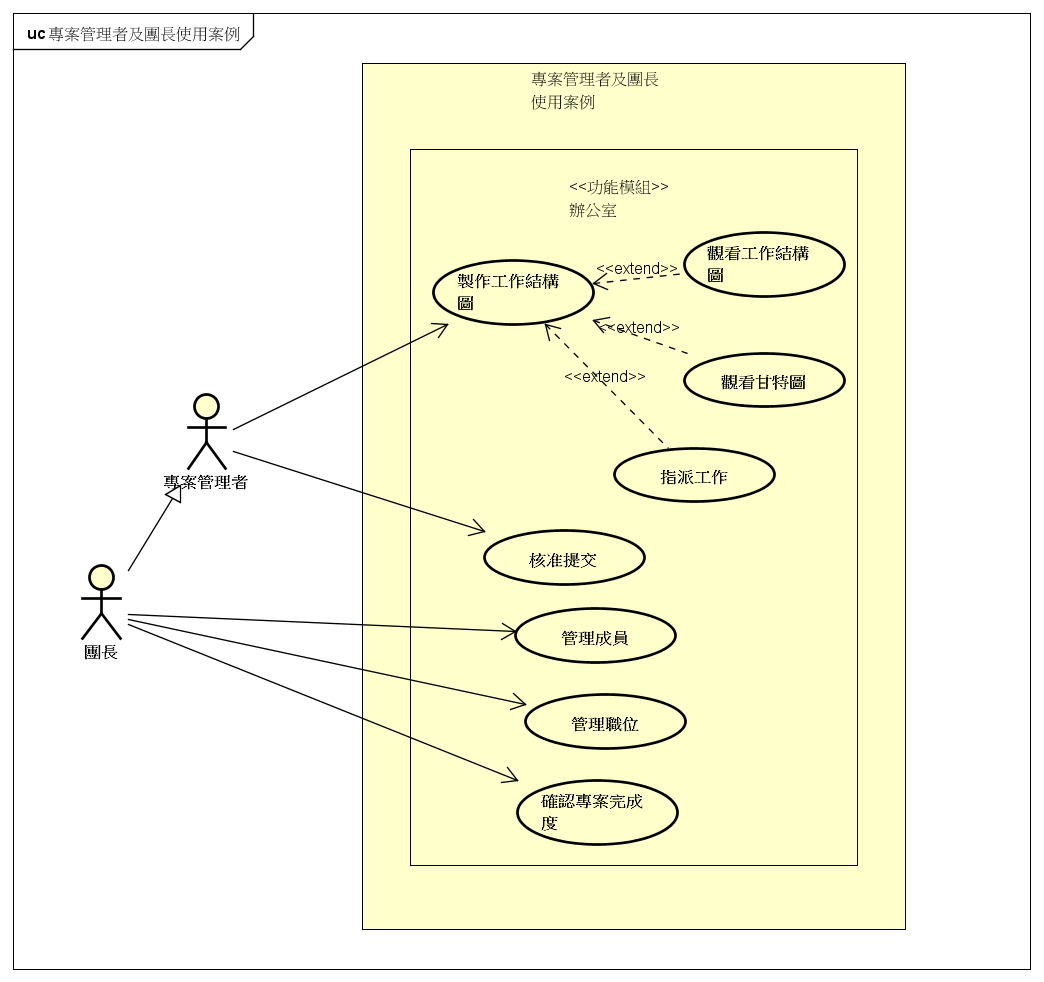 uc 專案管理者及團長使用案例
專案管理者及團長
使用案例
<<功能模組>>
辦公室
製作工作結構
圖
<<extend>>
觀看工作結構
圖
<<extend>>
觀看甘特圖
<<extend>>
指派工作
專案管理者
核准提交
團長
管理成員
管理職位
確認專案完成
度